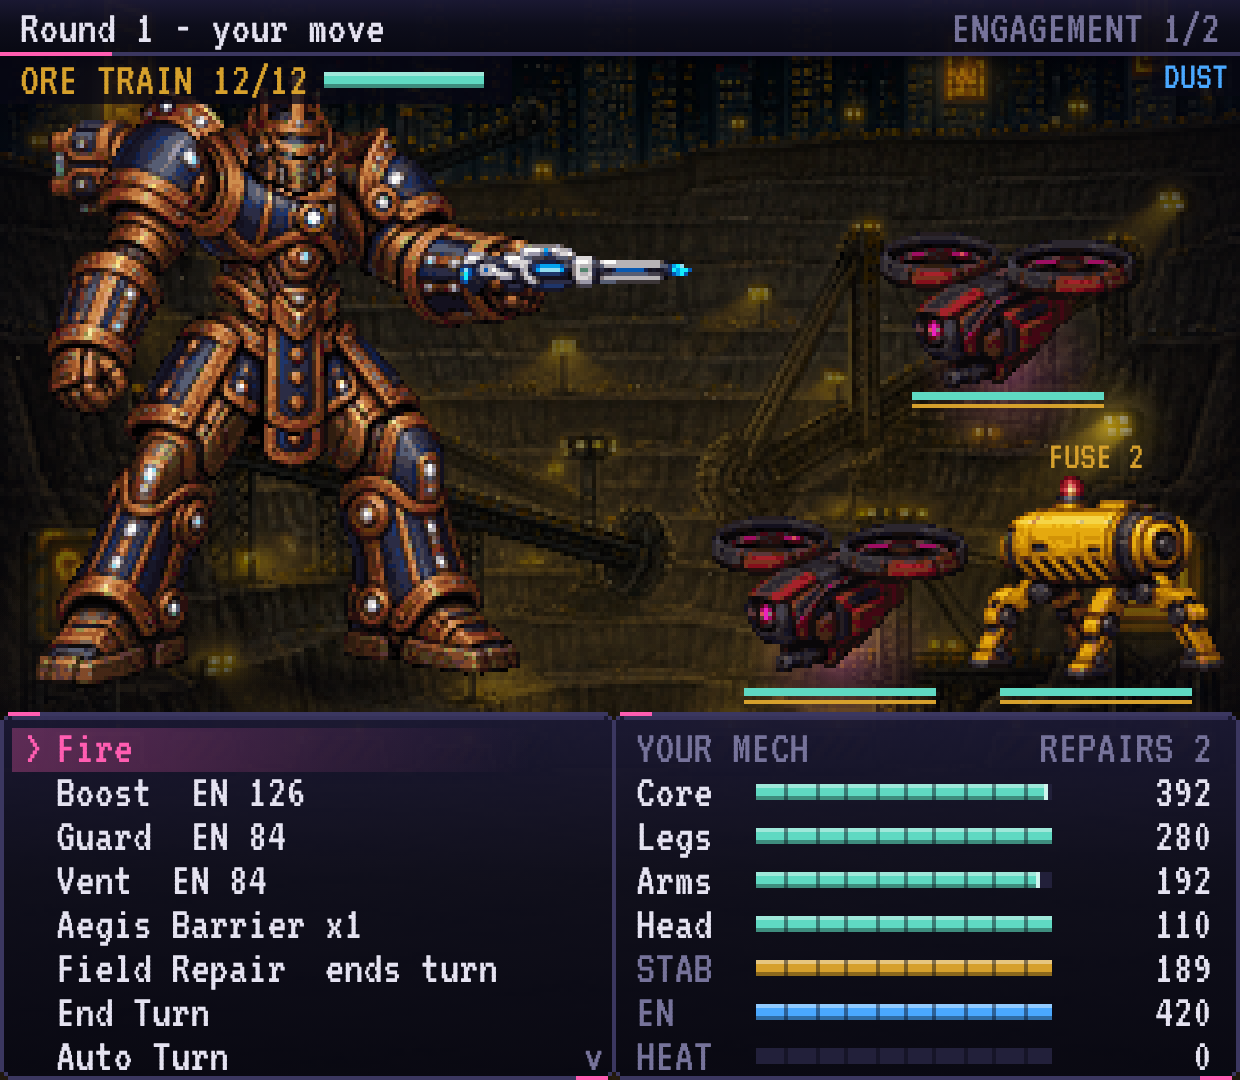 Round 1 - your move
ENGAGEMENT 1/2
ORE TRAIN 12/12
DUST
FUSE 2
> Fire
Boost EN 126
Guard EN 84
Vent EN 84
Aegis Barrier x1
Field Repair ends turn
End Turn
Auto Turn v
YOUR MECH REPAIRS 2
Core 392
Legs 280
Arms 192
Head 110
STAB 189
EN 420
HEAT 0